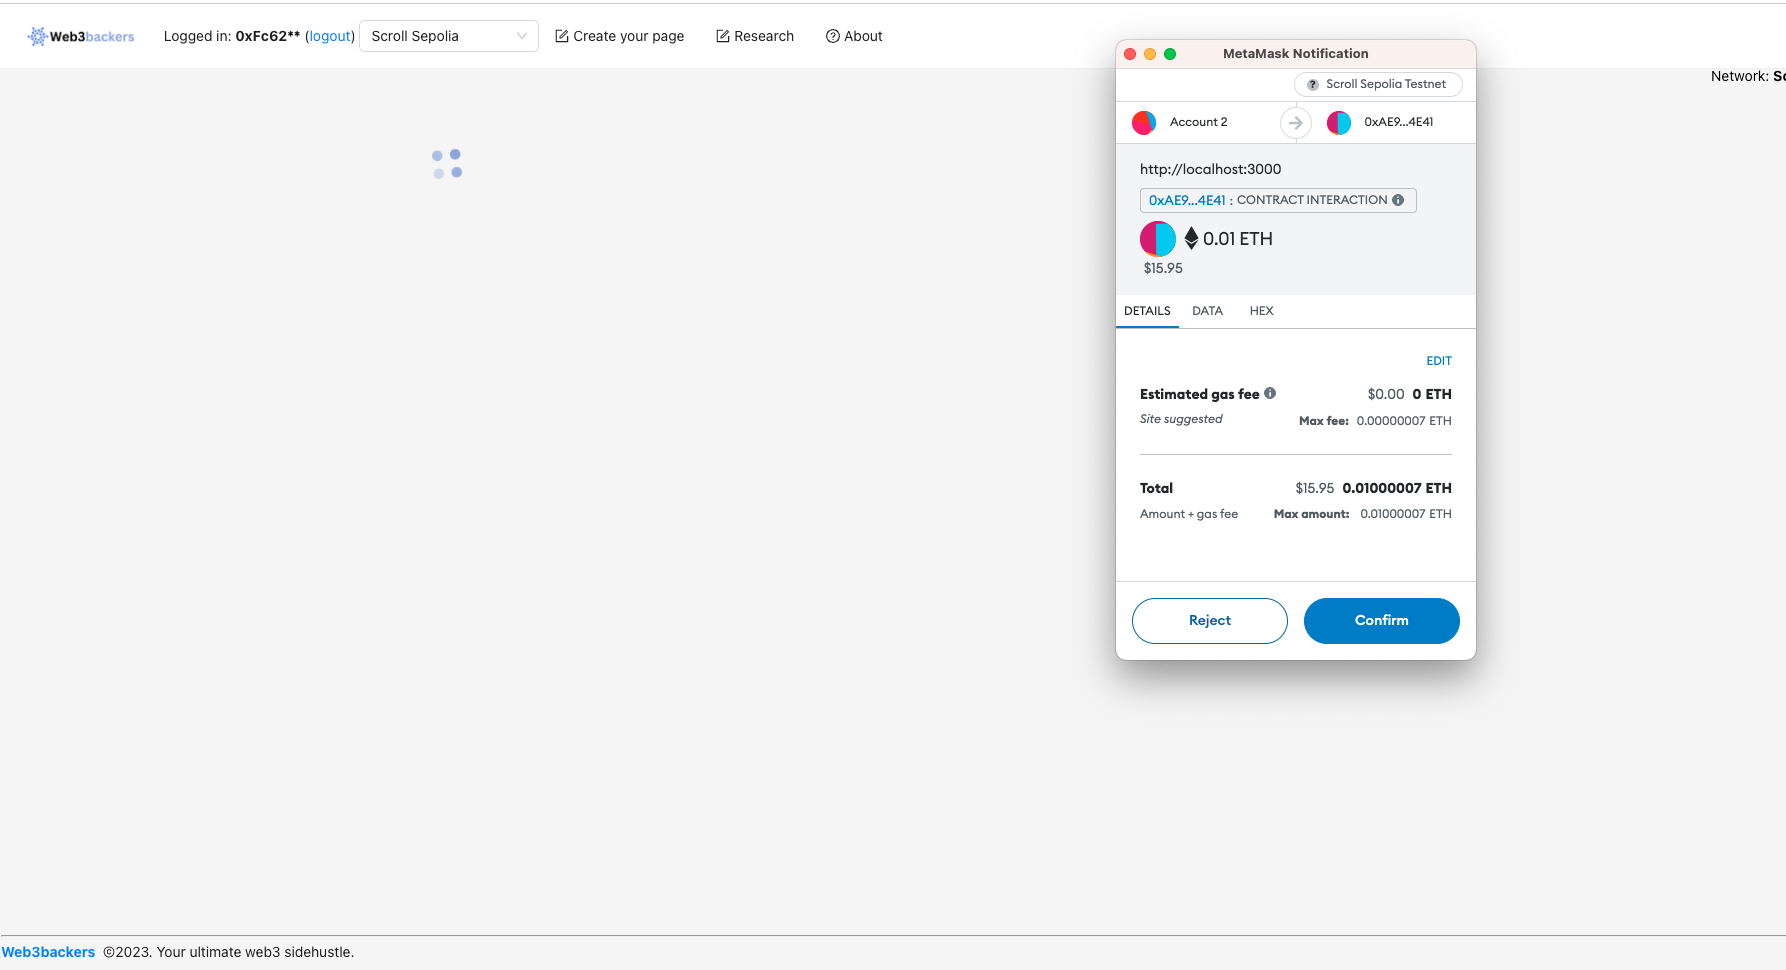 Web3backers
Logged in: 0xFc62** (logout)
Scroll Sepolia
Create your page
Research
About
Network: Sc
MetaMask Notification
Scroll Sepolia Testnet
Account 2
0xAE9...4E41
http://localhost:3000
0xAE9...4E41 : CONTRACT INTERACTION
0.01 ETH
$15.95
DETAILS DATA HEX
EDIT
Estimated gas fee $0.00 0 ETH
Site suggested Max fee: 0.00000007 ETH
Total $15.95 0.01000007 ETH
Amount + gas fee Max amount: 0.01000007 ETH
Reject Confirm
Web3backers ©2023. Your ultimate web3 sidehustle.